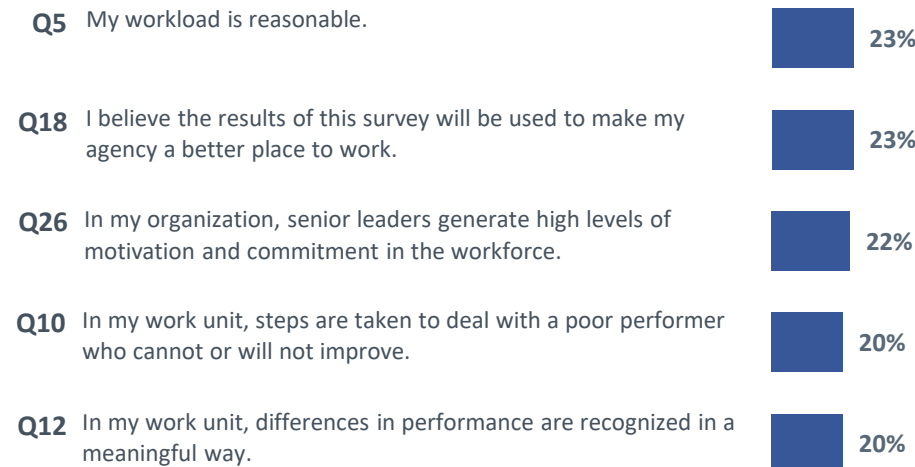 Q5 My workload is reasonable. 23%
Q18 I believe the results of this survey will be used to make my
agency a better place to work. 23%
Q26 In my organization, senior leaders generate high levels of
motivation and commitment in the workforce. 22%
Q10 In my work unit, steps are taken to deal with a poor performer
who cannot or will not improve. 20%
Q12 In my work unit, differences in performance are recognized in a
meaningful way. 20%